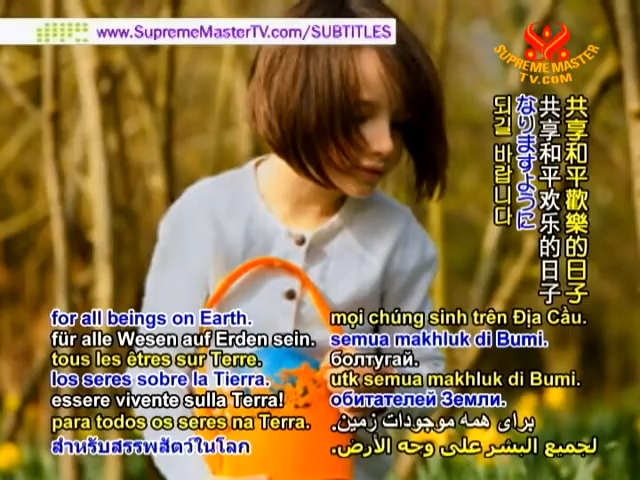 www.SupremeMasterTV.com/SUBTITLES
SUPREME MASTER
TV.COM
共享和平歡樂的日子
共享和平欢乐的日子
なりますように
되길 바랍니다
for all beings on Earth.
für alle Wesen auf Erden sein.
tous les êtres sur Terre.
los seres sobre la Tierra.
essere vivente sulla Terra!
para todos os seres na Terra.
สำหรับสรรพสัตว์ในโลก
mọi chúng sinh trên Địa Cầu.
semua makhluk di Bumi.
болтугай.
utk semua makhluk di Bumi.
обитателей Земли.
برای همه موجودات زمین.
لجميع البشر على وجه الأرض.